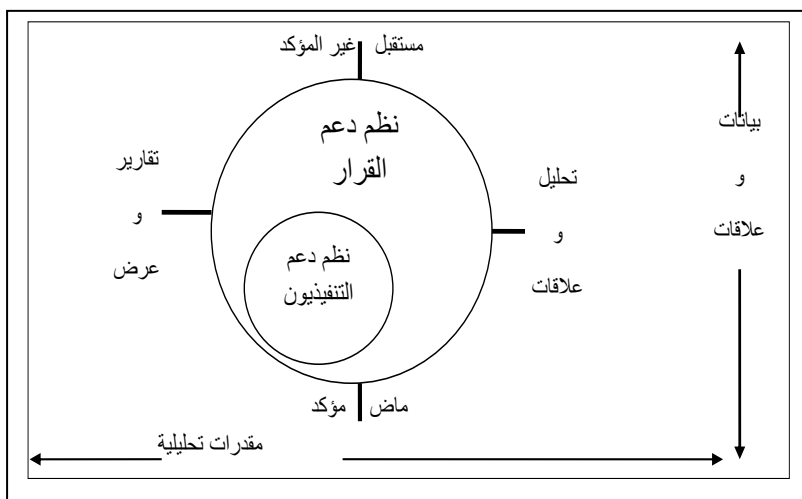 مستقبل غير المؤكد
نظم دعم
القرار
بيانات
و
علاقات
تحليل
و
علاقات
تقارير
و
عرض
نظم دعم
التنفيذيون
ماض مؤكد
مقدرات تحليلية